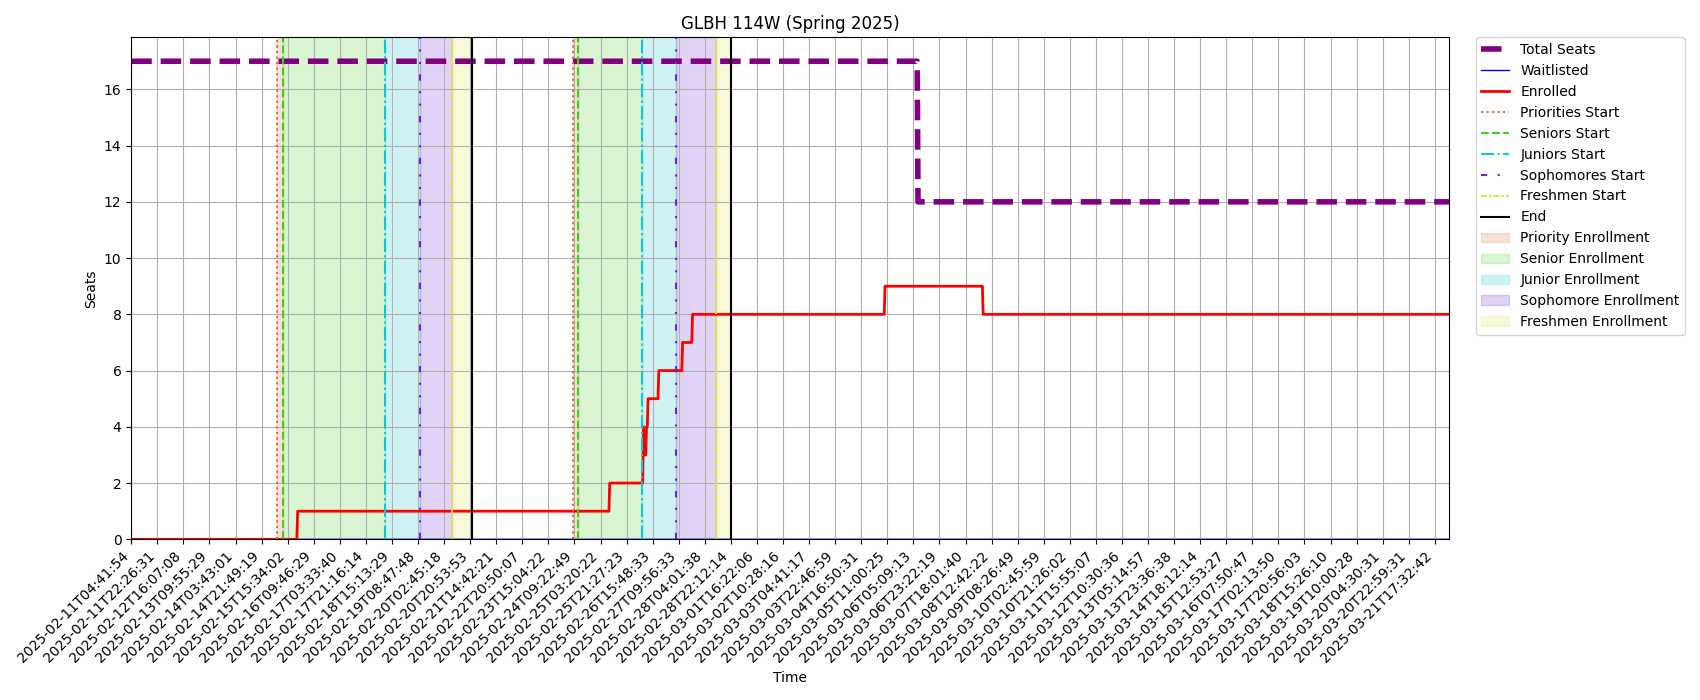 GLBH 114W (Spring 2025)
Seats
16
14
12
10
8
6
4
2
0
2025-02-11T04:41:54
2025-02-11T22:26:31
2025-02-12T16:07:08
2025-02-13T09:55:29
2025-02-14T03:43:01
2025-02-14T21:49:19
2025-02-15T15:34:02
2025-02-16T09:46:29
2025-02-17T03:33:40
2025-02-17T21:16:14
2025-02-18T15:13:29
2025-02-19T08:47:48
2025-02-20T02:45:18
2025-02-20T20:53:53
2025-02-21T14:42:21
2025-02-22T20:50:07
2025-02-23T15:04:22
2025-02-24T09:22:49
2025-02-25T03:20:22
2025-02-25T21:27:23
2025-02-26T15:48:33
2025-02-27T09:56:33
2025-02-28T04:01:38
2025-02-28T22:12:14
2025-03-01T16:22:06
2025-03-02T10:28:16
2025-03-03T04:41:17
2025-03-03T22:46:59
2025-03-04T16:50:31
2025-03-05T11:00:25
2025-03-06T05:09:13
2025-03-06T23:22:19
2025-03-07T18:01:40
2025-03-08T12:42:22
2025-03-09T08:26:49
2025-03-10T02:45:59
2025-03-10T21:26:02
2025-03-11T15:55:07
2025-03-12T10:30:36
2025-03-13T05:14:57
2025-03-13T23:36:38
2025-03-14T18:12:14
2025-03-15T12:53:27
2025-03-16T07:50:47
2025-03-17T02:13:50
2025-03-17T20:56:03
2025-03-18T15:26:10
2025-03-19T10:00:28
2025-03-20T04:30:31
2025-03-20T22:59:31
2025-03-21T17:32:42
Time
Total Seats
Waitlisted
Enrolled
Priorities Start
Seniors Start
Juniors Start
Sophomores Start
Freshmen Start
End
Priority Enrollment
Senior Enrollment
Junior Enrollment
Sophomore Enrollment
Freshmen Enrollment